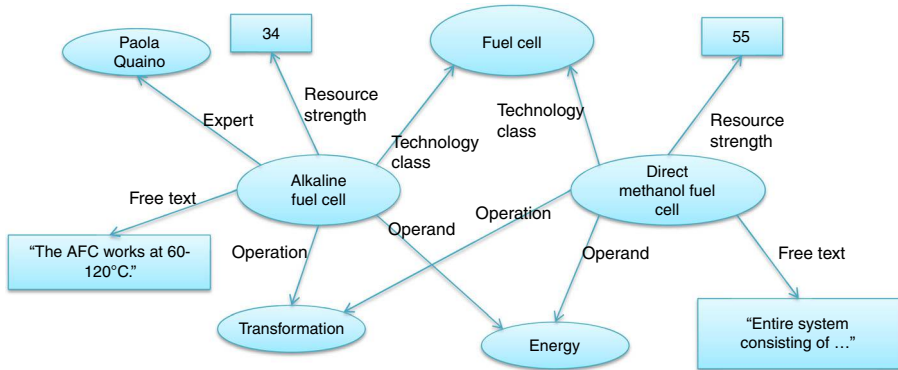 Paola
Quaino
34
Fuel cell
55
Expert
Resource
strength
Technology
class
Technology
class
Resource
strength
Alkaline
fuel cell
Direct
methanol fuel
cell
Free text
Operation
Operand
Operation
Operand
Free text
“The AFC works at 60-
120°C.”
Transformation
Energy
“Entire system
consisting of …”